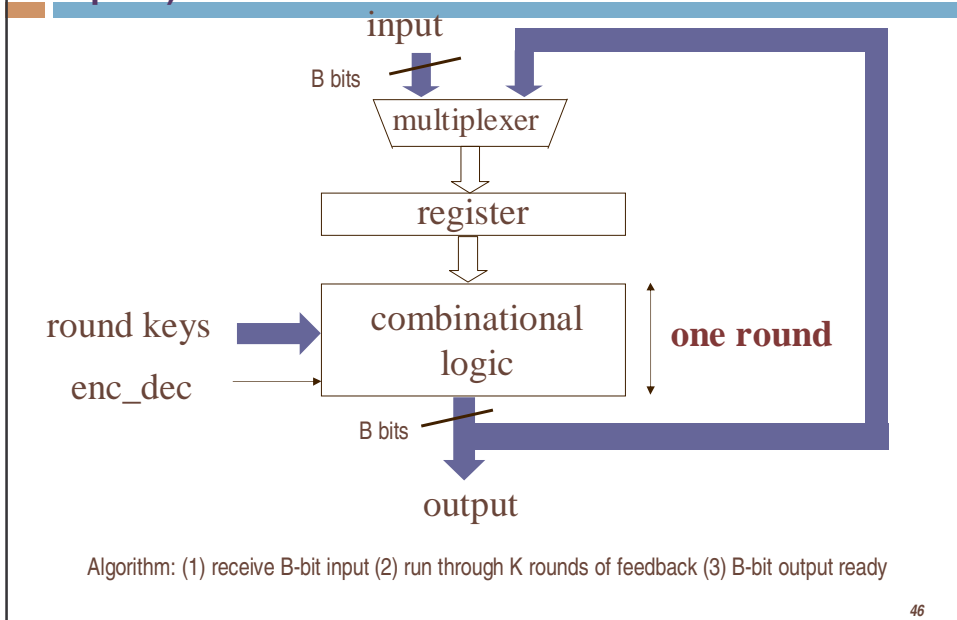 input
B bits
multiplexer
register
round keys
combinational
logic
one round
enc_dec
B bits
output
Algorithm: (1) receive B-bit input (2) run through K rounds of feedback (3) B-bit output ready
46